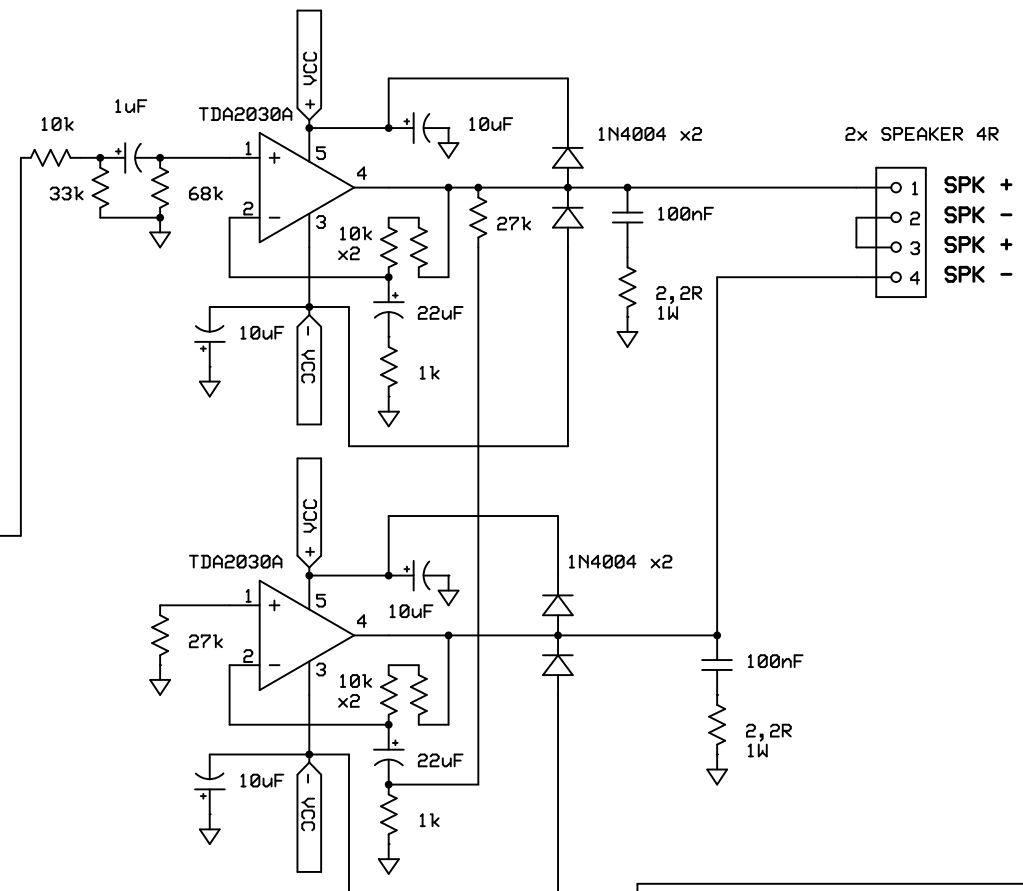 + VCC
1uF
TDA2030A
10k
+
10uF
1N4004 x2
2x SPEAKER 4R
1
+
5
4
33k
68k
2
-
3
1 SPK +
2 SPK -
3 SPK +
4 SPK -
100nF
27k
10k
x2
+
22uF
2,2R
1W
10uF
+
- VCC
1k
+ VCC
TDA2030A
+
1N4004 x2
10uF
1
+
5
4
27k
2
-
3
10k
x2
100nF
+
22uF
2,2R
1W
10uF
+
- VCC
1k